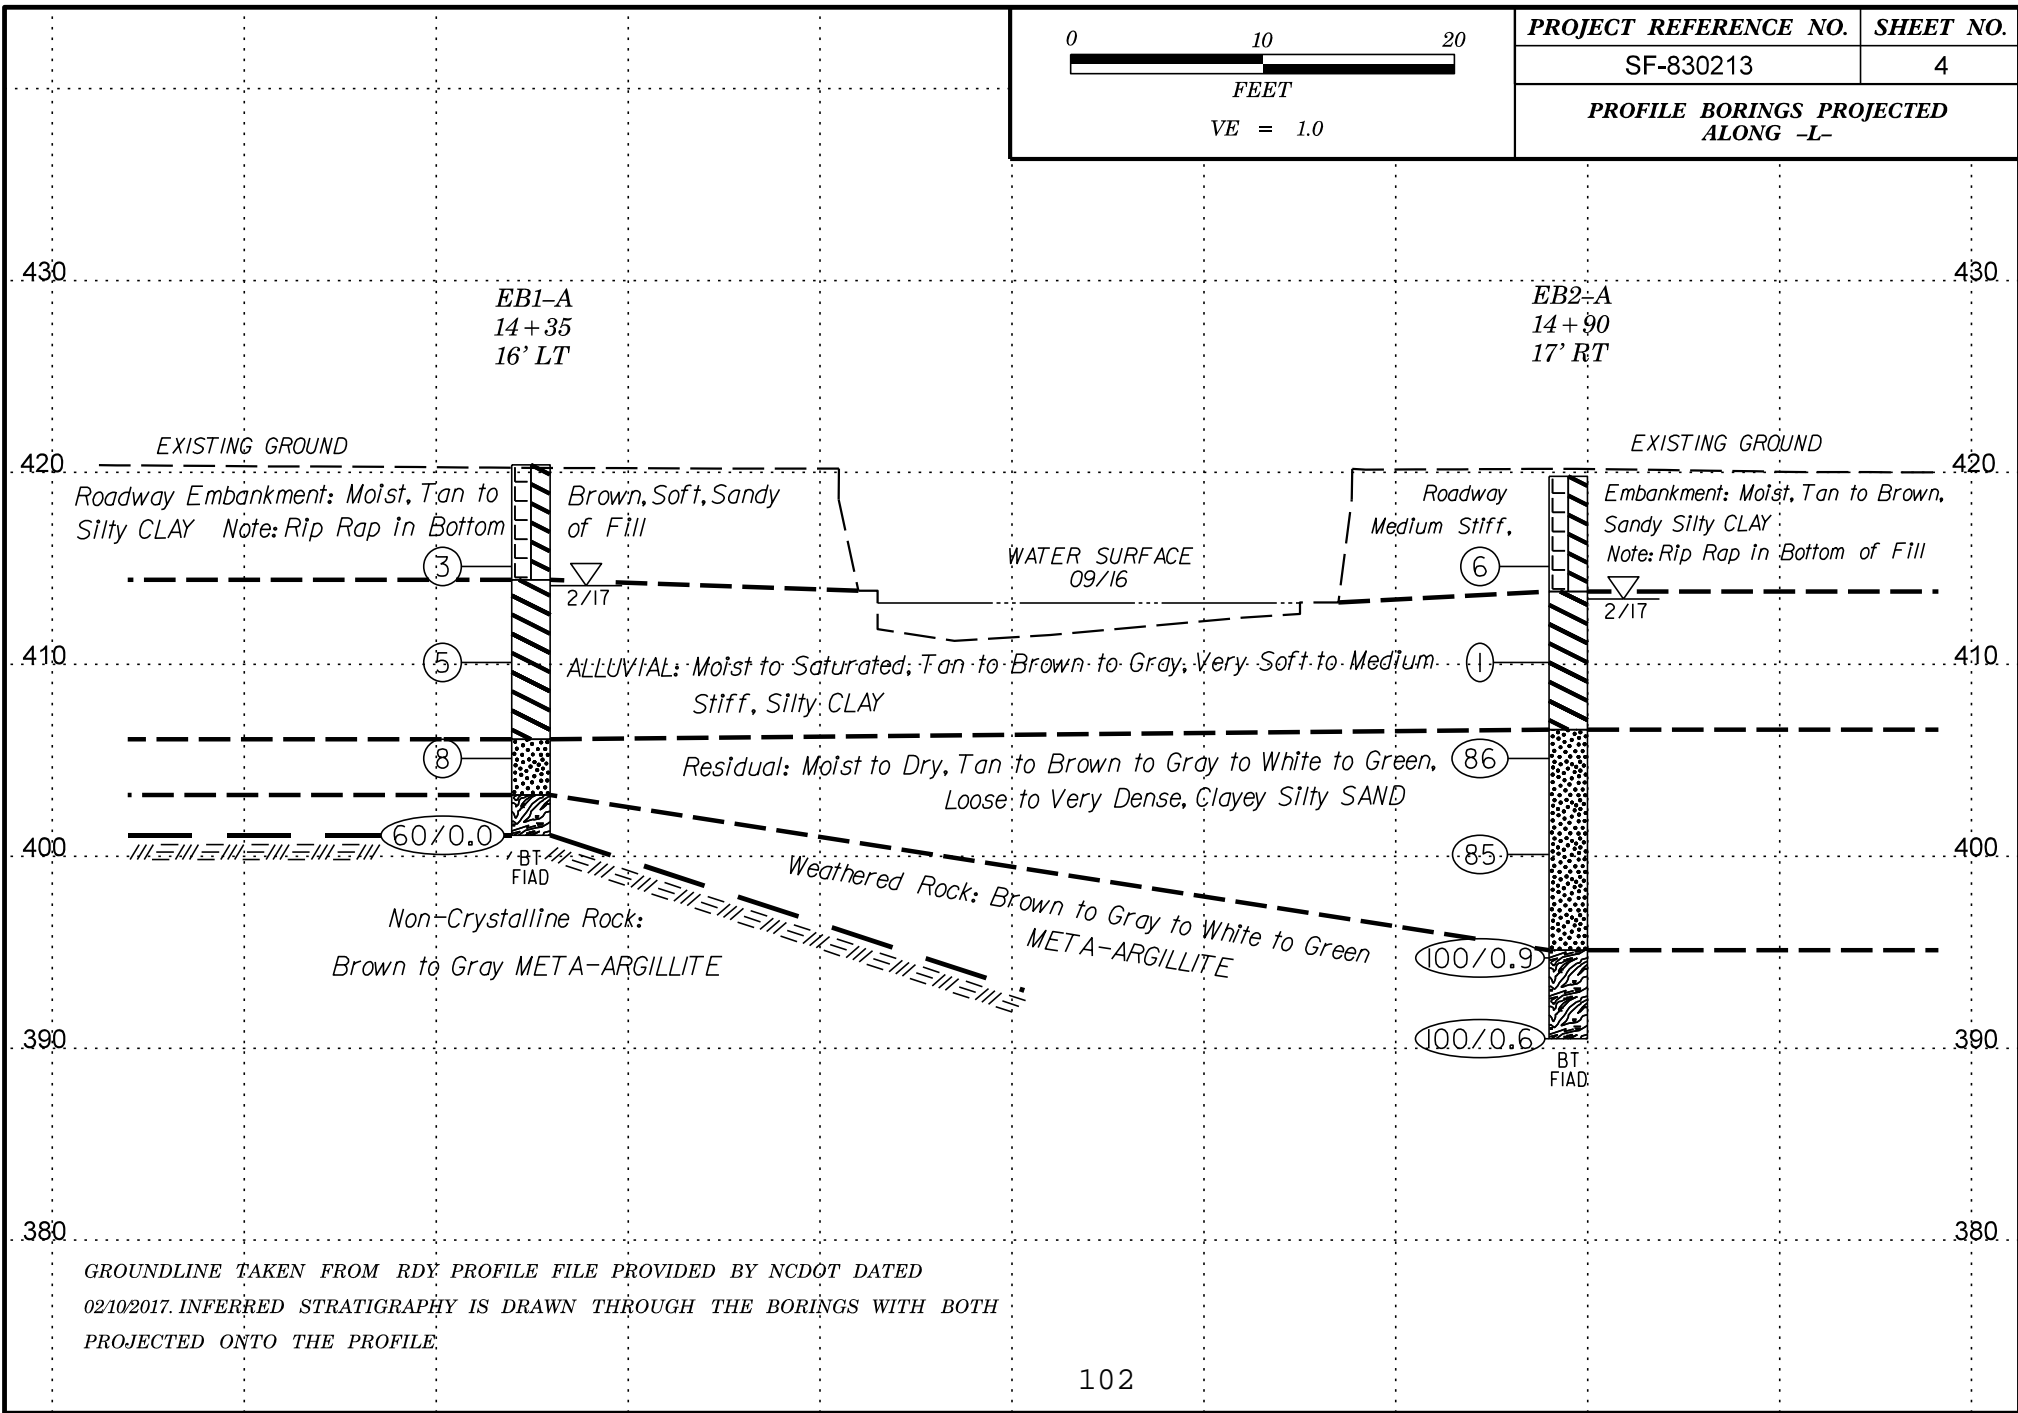 0 10 20
FEET
VE = 1.0
PROJECT REFERENCE NO. SHEET NO.
SF-830213 4
PROFILE BORINGS PROJECTED
ALONG -L-
430 430
EB1-A
14+35
16' LT
EB2-A
14+90
17' RT
EXISTING GROUND EXISTING GROUND
420 420
Roadway Embankment: Moist, Tan to Brown, Soft, Sandy
Silty CLAY Note: Rip Rap in Bottom of Fill
Roadway Embankment: Moist, Tan to Brown,
Medium Stiff, Sandy Silty CLAY
Note: Rip Rap in Bottom of Fill
3
2/17
WATER SURFACE
09/16
6
2/17
410 410
5
ALLUVIAL: Moist to Saturated, Tan to Brown to Gray, Very Soft to Medium
Stiff, Silty CLAY
1
8
Residual: Moist to Dry, Tan to Brown to Gray to White to Green,
Loose to Very Dense, Clayey Silty SAND
86
400 400
60/0.0
BT
FIAD
85
Weathered Rock: Brown to Gray to White to Green
META-ARGILLITE
Non-Crystalline Rock:
Brown to Gray META-ARGILLITE
100/0.9
390 390
100/0.6
BT
FIAD
380 380
GROUNDLINE TAKEN FROM RDY PROFILE FILE PROVIDED BY NCDOT DATED
02/10/2017. INFERRED STRATIGRAPHY IS DRAWN THROUGH THE BORINGS WITH BOTH
PROJECTED ONTO THE PROFILE
102